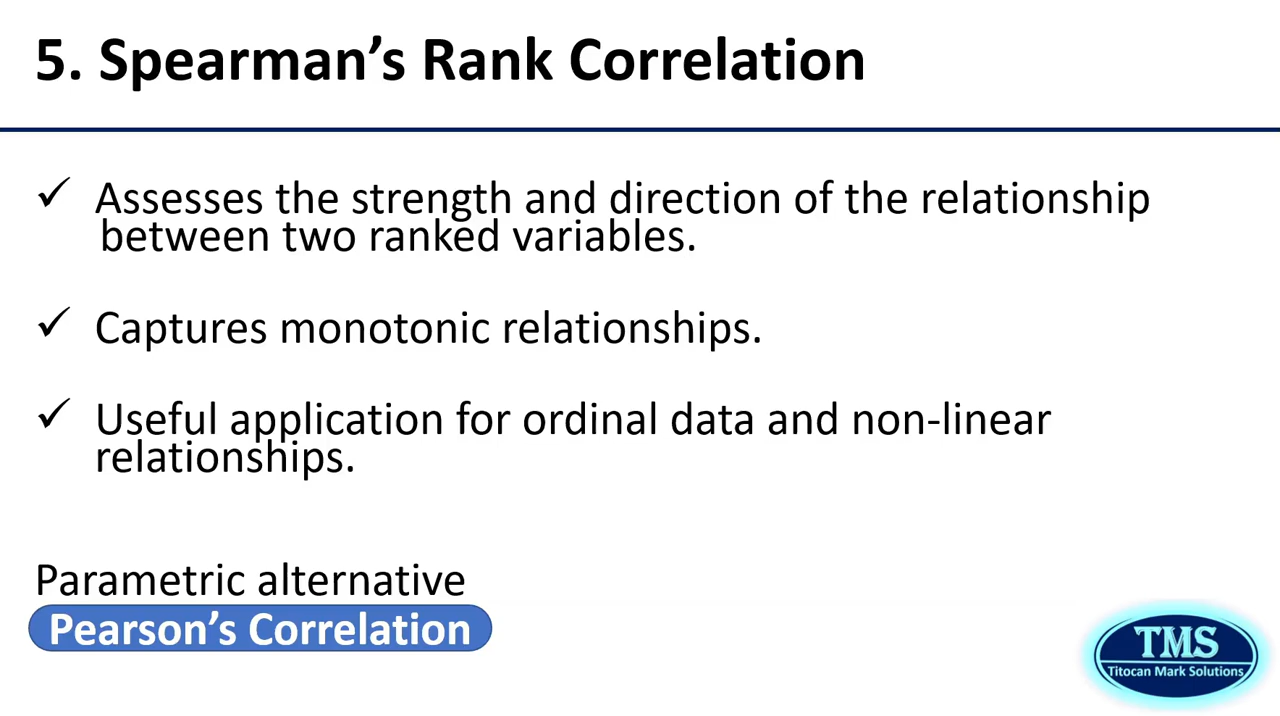 5. Spearman’s Rank Correlation
✓ Assesses the strength and direction of the relationship
between two ranked variables.
✓ Captures monotonic relationships.
✓ Useful application for ordinal data and non-linear
relationships.
Parametric alternative
Pearson’s Correlation
TMS
Titocan Mark Solutions